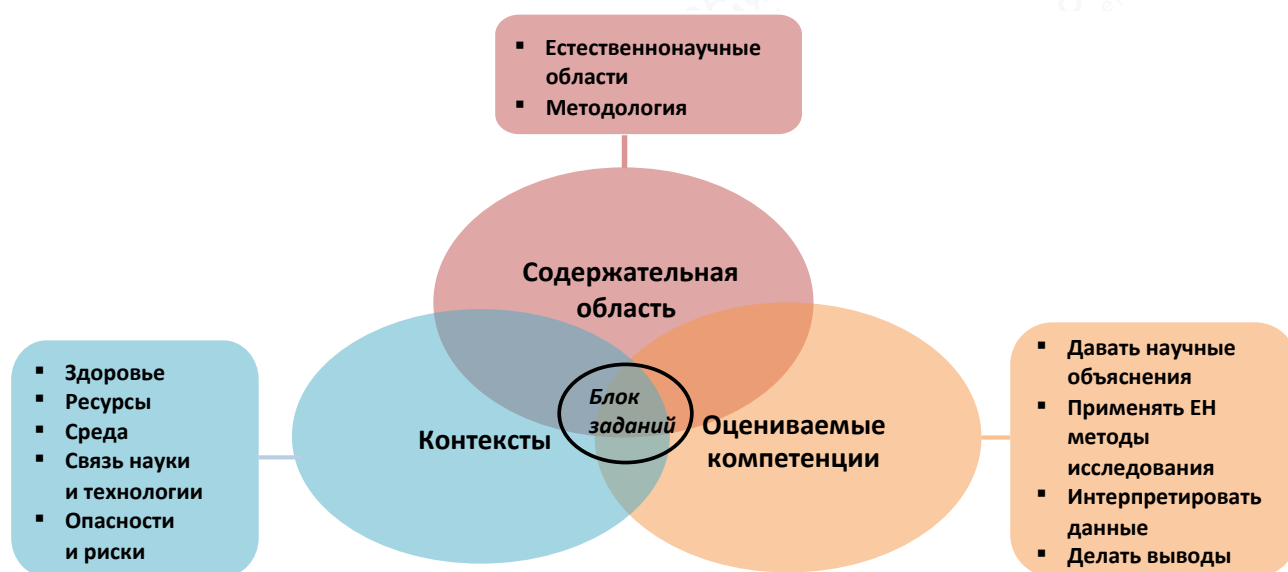 ▪ Естественнонаучные
области
▪ Методология
Содержательная
область
▪ Здоровье
▪ Ресурсы
▪ Среда
▪ Связь науки
и технологии
▪ Опасности
и риски
Контексты
Блок
заданий
Оцениваемые
компетенции
▪ Давать научные
объяснения
▪ Применять ЕН
методы
исследования
▪ Интерпретировать
данные
▪ Делать выводы